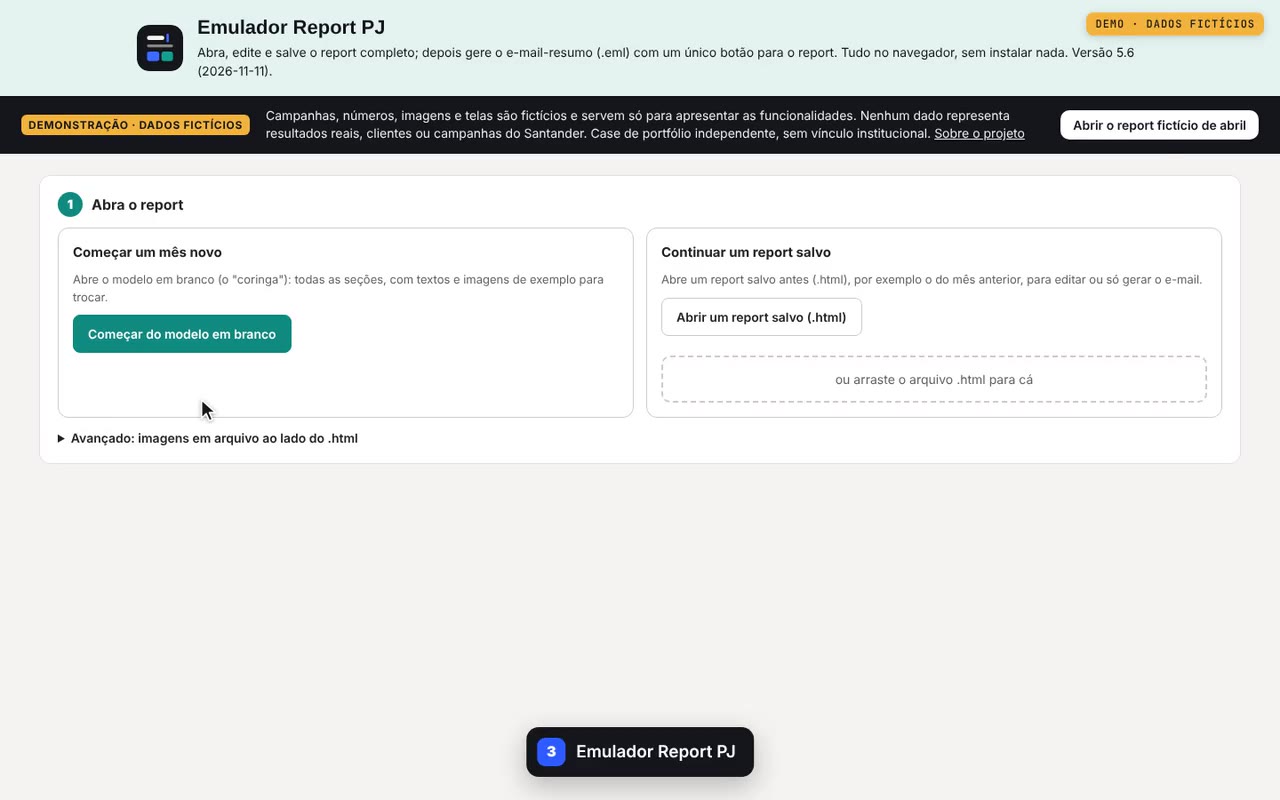 Emulador Report PJ
DEMO · DADOS FICTÍCIOS
Abra, edite e salve o report completo; depois gere o e-mail-resumo (.eml) com um único botão para o report. Tudo no navegador, sem instalar nada. Versão 5.6
(2026-11-11).
DEMONSTRAÇÃO · DADOS FICTÍCIOS
Campanhas, números, imagens e telas são fictícios e servem só para apresentar as funcionalidades. Nenhum dado representa
resultados reais, clientes ou campanhas do Santander. Case de portfólio independente, sem vínculo institucional. Sobre o projeto
Abrir o report fictício de abril
1 Abra o report
Começar um mês novo
Abre o modelo em branco (o "coringa"): todas as seções, com textos e imagens de exemplo para
trocar.
Começar do modelo em branco
Continuar um report salvo
Abre um report salvo antes (.html), por exemplo o do mês anterior, para editar ou só gerar o e-mail.
Abrir um report salvo (.html)
ou arraste o arquivo .html para cá
Avançado: imagens em arquivo ao lado do .html
3 Emulador Report PJ